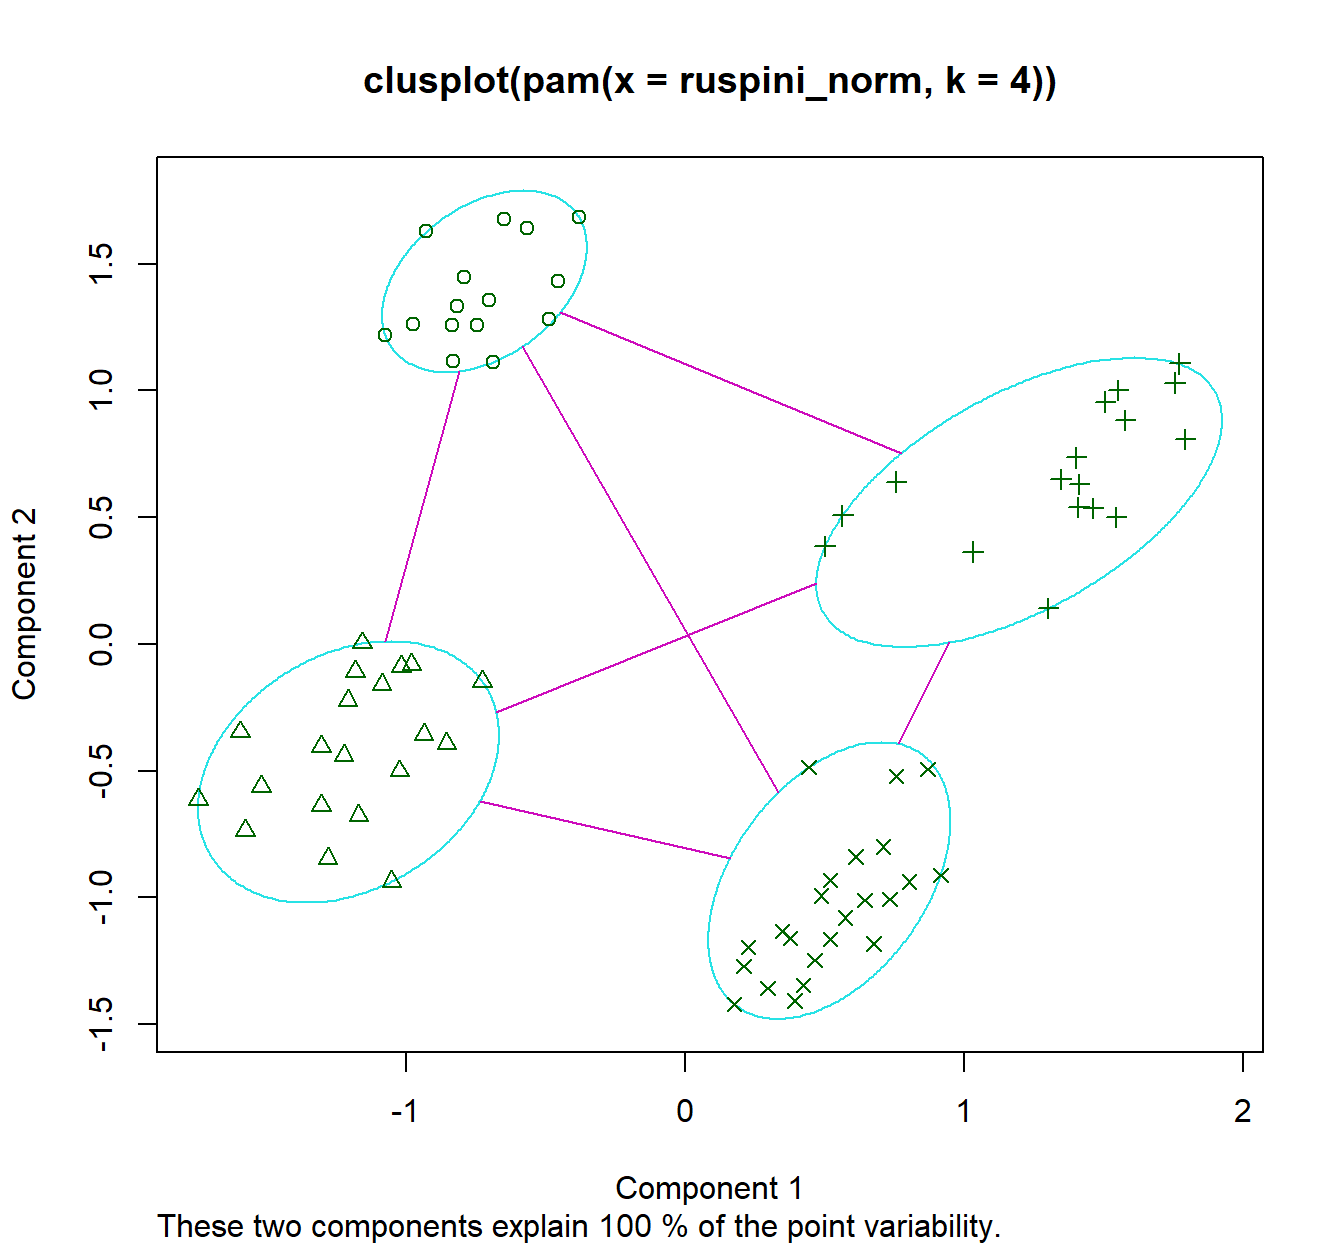 clusplot(pam(x = ruspini_norm, k = 4))
1.5
1.0
0.5
0.0
-0.5
-1.0
-1.5
Component 2
-1 0 1 2
Component 1
These two components explain 100 % of the point variability.